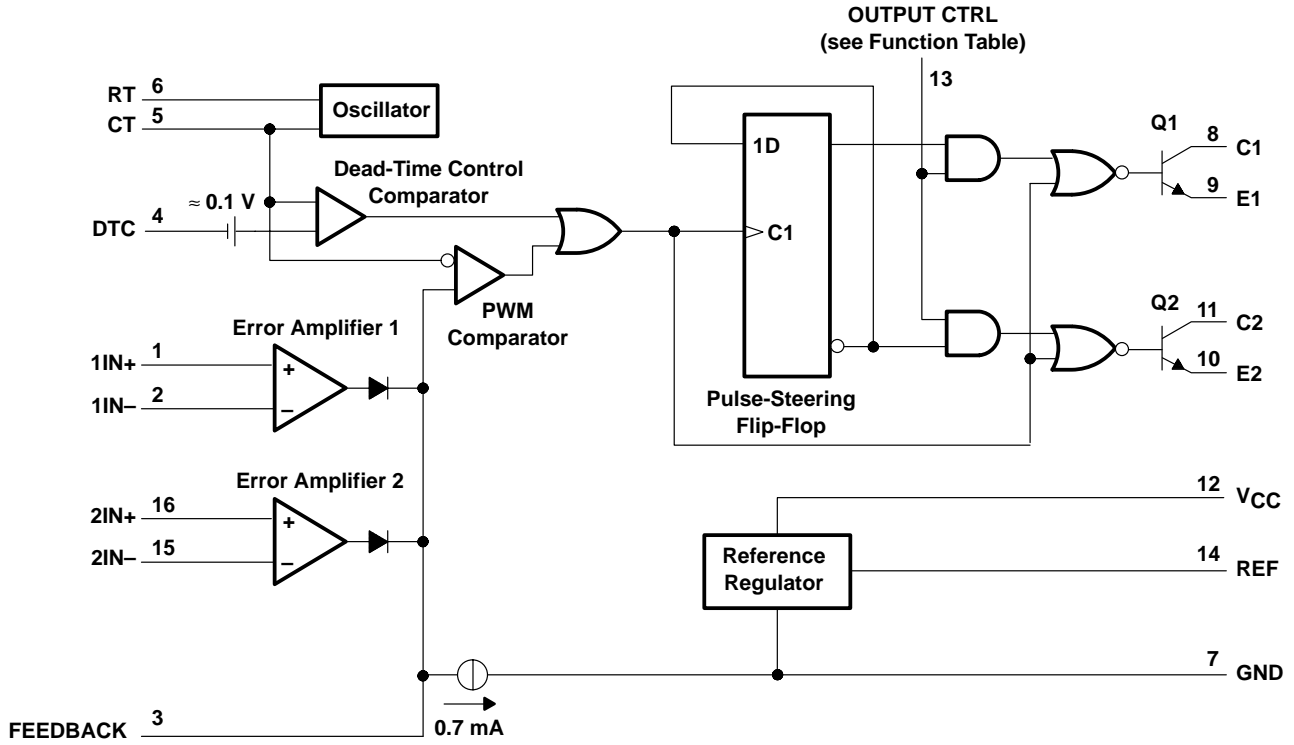 OUTPUT CTRL
(see Function Table)
13
RT 6
CT 5
Oscillator
Dead-Time Control
Comparator
≈ 0.1 V
DTC 4
1D
C1
Pulse-Steering
Flip-Flop
Q1
8 C1
9 E1
Q2
11 C2
10 E2
PWM
Comparator
Error Amplifier 1
1IN+ 1
1IN– 2
+
–
Error Amplifier 2
2IN+ 16
2IN– 15
+
–
12 VCC
Reference
Regulator
14 REF
7 GND
0.7 mA
FEEDBACK 3